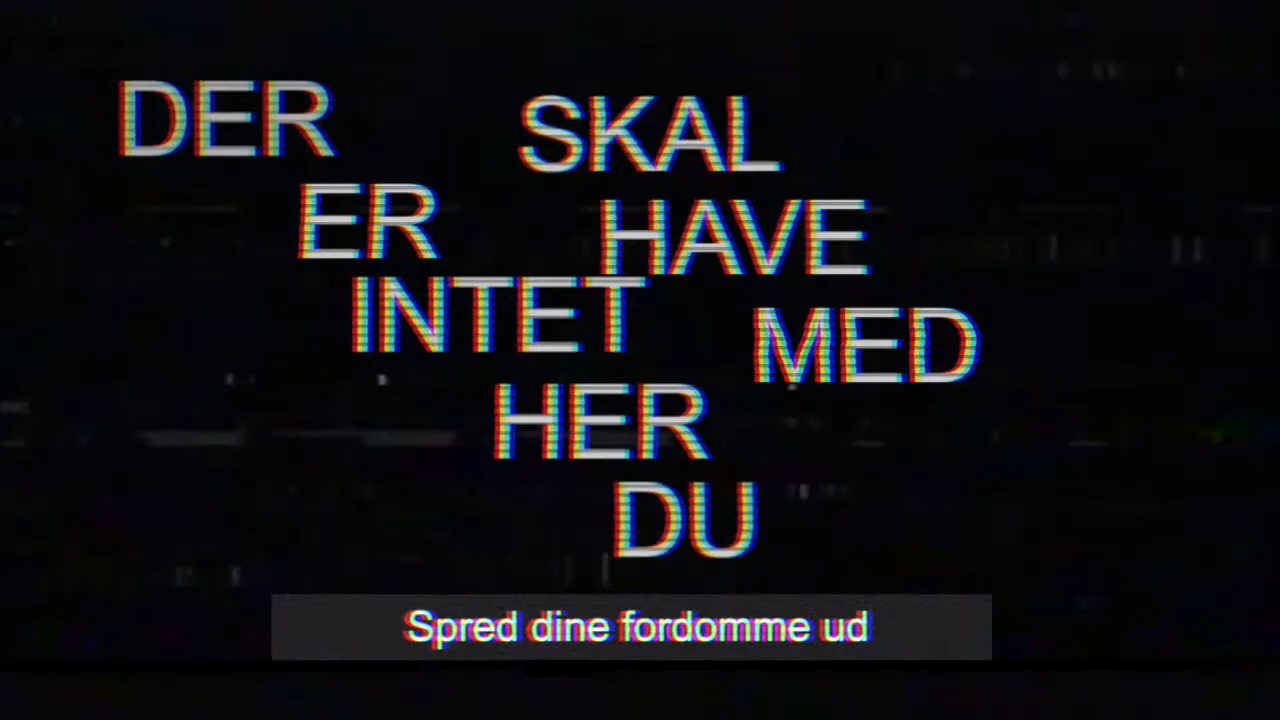 DER
ER
INTET
HER
DU
SKAL
HAVE
MED
Spred dine fordomme ud